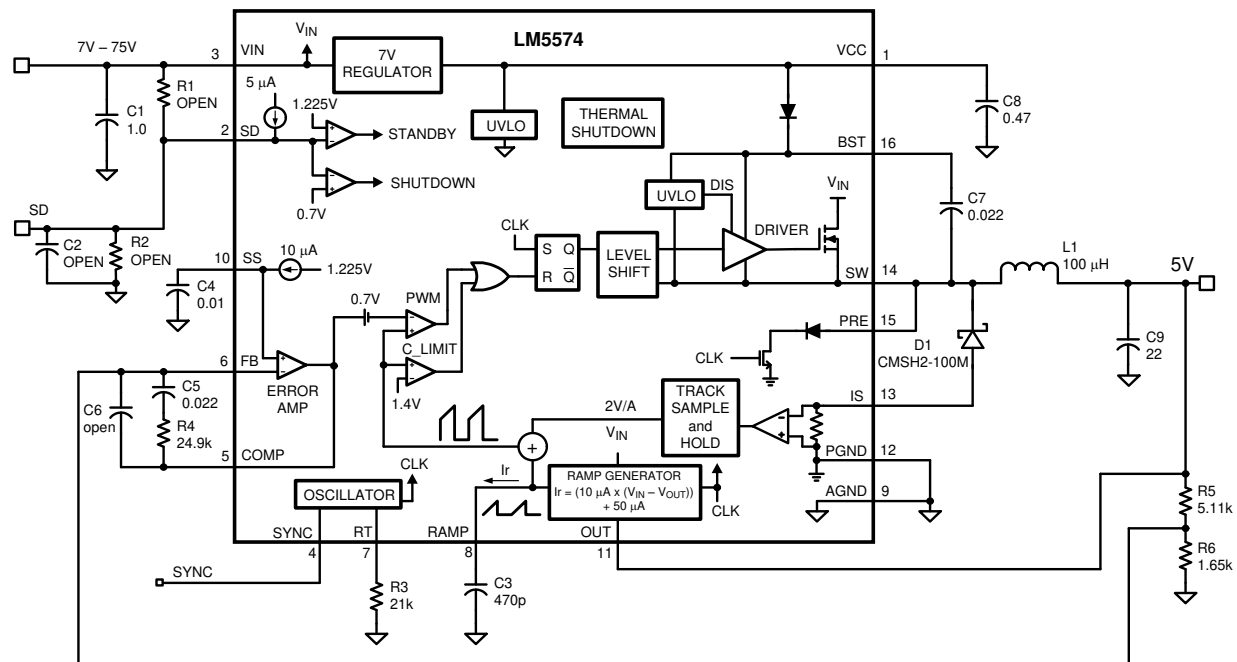 LM5574
7V – 75V
3
VIN
VIN
7V
REGULATOR
VCC
1
R1
OPEN
5 µA
1.225V
C1
1.0
C8
0.47
2
SD
STANDBY
UVLO
THERMAL
SHUTDOWN
SHUTDOWN
0.7V
BST
16
SD
C2
OPEN
R2
OPEN
UVLO
DIS
VIN
C7
0.022
DRIVER
CLK
S
Q
R
Q
LEVEL
SHIFT
10
SS
10 µA
1.225V
C4
0.01
SW
14
L1
100 µH
5V
0.7V
PWM
PRE
15
C_LIMIT
CLK
D1
CMSH2-100M
C9
22
6
FB
ERROR
AMP
1.4V
C5
0.022
C6
open
R4
24.9k
2V/A
TRACK
SAMPLE
and
HOLD
IS
13
VIN
5
COMP
PGND
12
CLK
Ir
RAMP GENERATOR
Ir = (10 µA x (VIN – VOUT))
+ 50 µA
CLK
AGND
9
OSCILLATOR
R5
5.11k
SYNC
4
RT
7
RAMP
8
OUT
11
R6
1.65k
SYNC
R3
21k
C3
470p